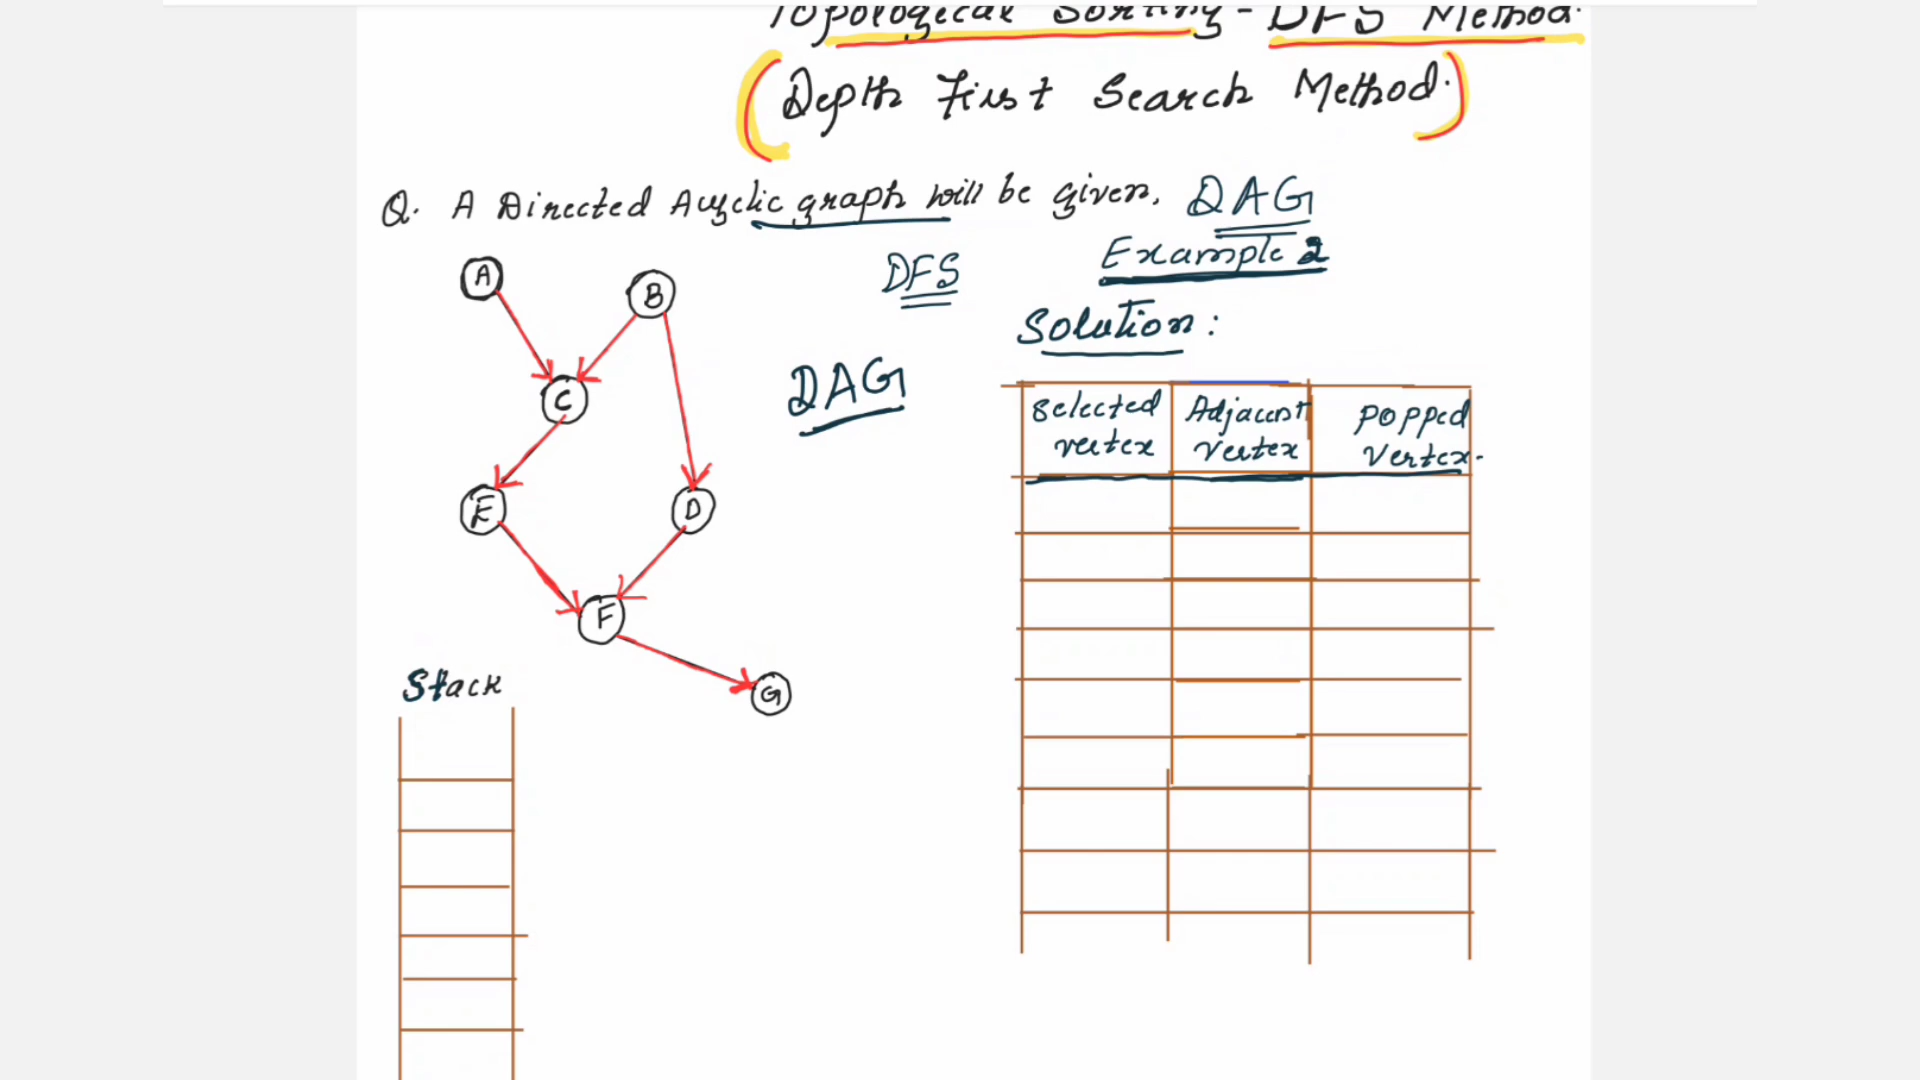 Topological Sorting - DFS Method.
(Depth First Search Method.)
Q. A Directed Acyclic graph will be given. DAG
DFS
Example 2
Solution:
DAG
A
B
C
E
D
F
G
Selected vertex
Adjacent Vertex
Popped Vertex.
Stack